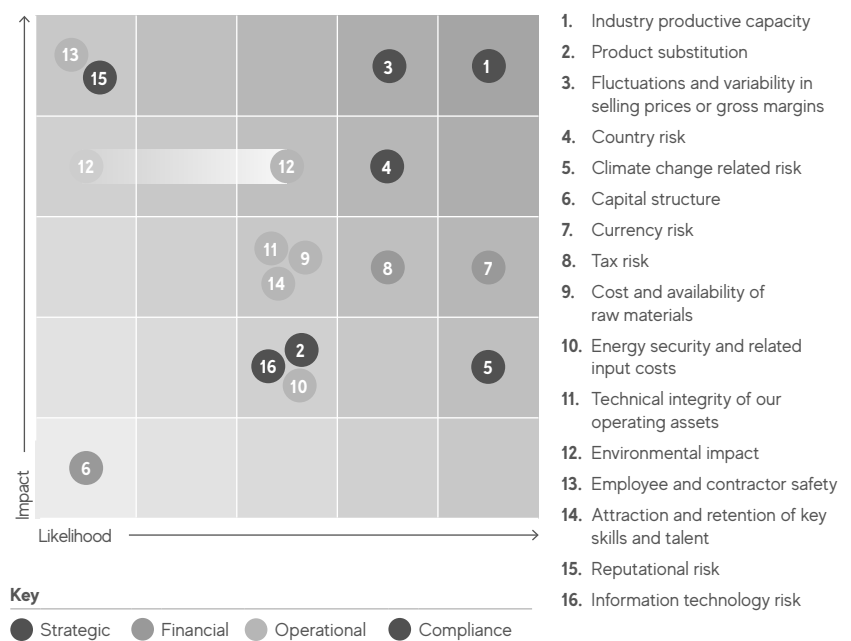 13
15
3
1
12
12
4
11
9
14
8
7
2
16
10
5
6
Impact
Likelihood
Key
Strategic
Financial
Operational
Compliance
1. Industry productive capacity
2. Product substitution
3. Fluctuations and variability in
selling prices or gross margins
4. Country risk
5. Climate change related risk
6. Capital structure
7. Currency risk
8. Tax risk
9. Cost and availability of
raw materials
10. Energy security and related
input costs
11. Technical integrity of our
operating assets
12. Environmental impact
13. Employee and contractor safety
14. Attraction and retention of key
skills and talent
15. Reputational risk
16. Information technology risk